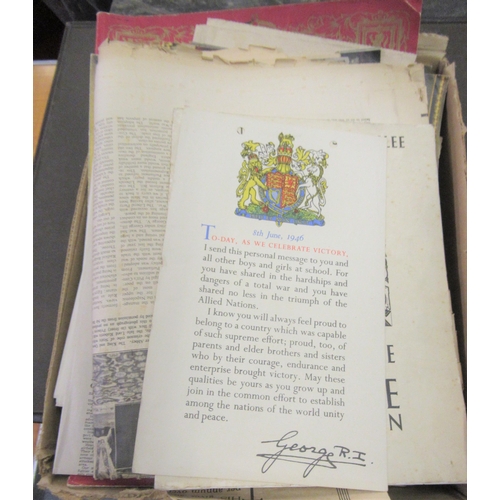 8th June, 1946
TO-DAY, AS WE CELEBRATE VICTORY,
I send this personal message to you and
all other boys and girls at school. For
you have shared in the hardships and
dangers of a total war and you have
shared no less in the triumph of the
Allied Nations.
I know you will always feel proud to
belong to a country which was capable
of such supreme effort; proud, too, of
parents and elder brothers and sisters
who by their courage, endurance and
enterprise brought victory. May these
qualities be yours as you grow up and
join in the common effort to establish
among the nations of the world unity
and peace.
George R.I.
LEE
E
E
N